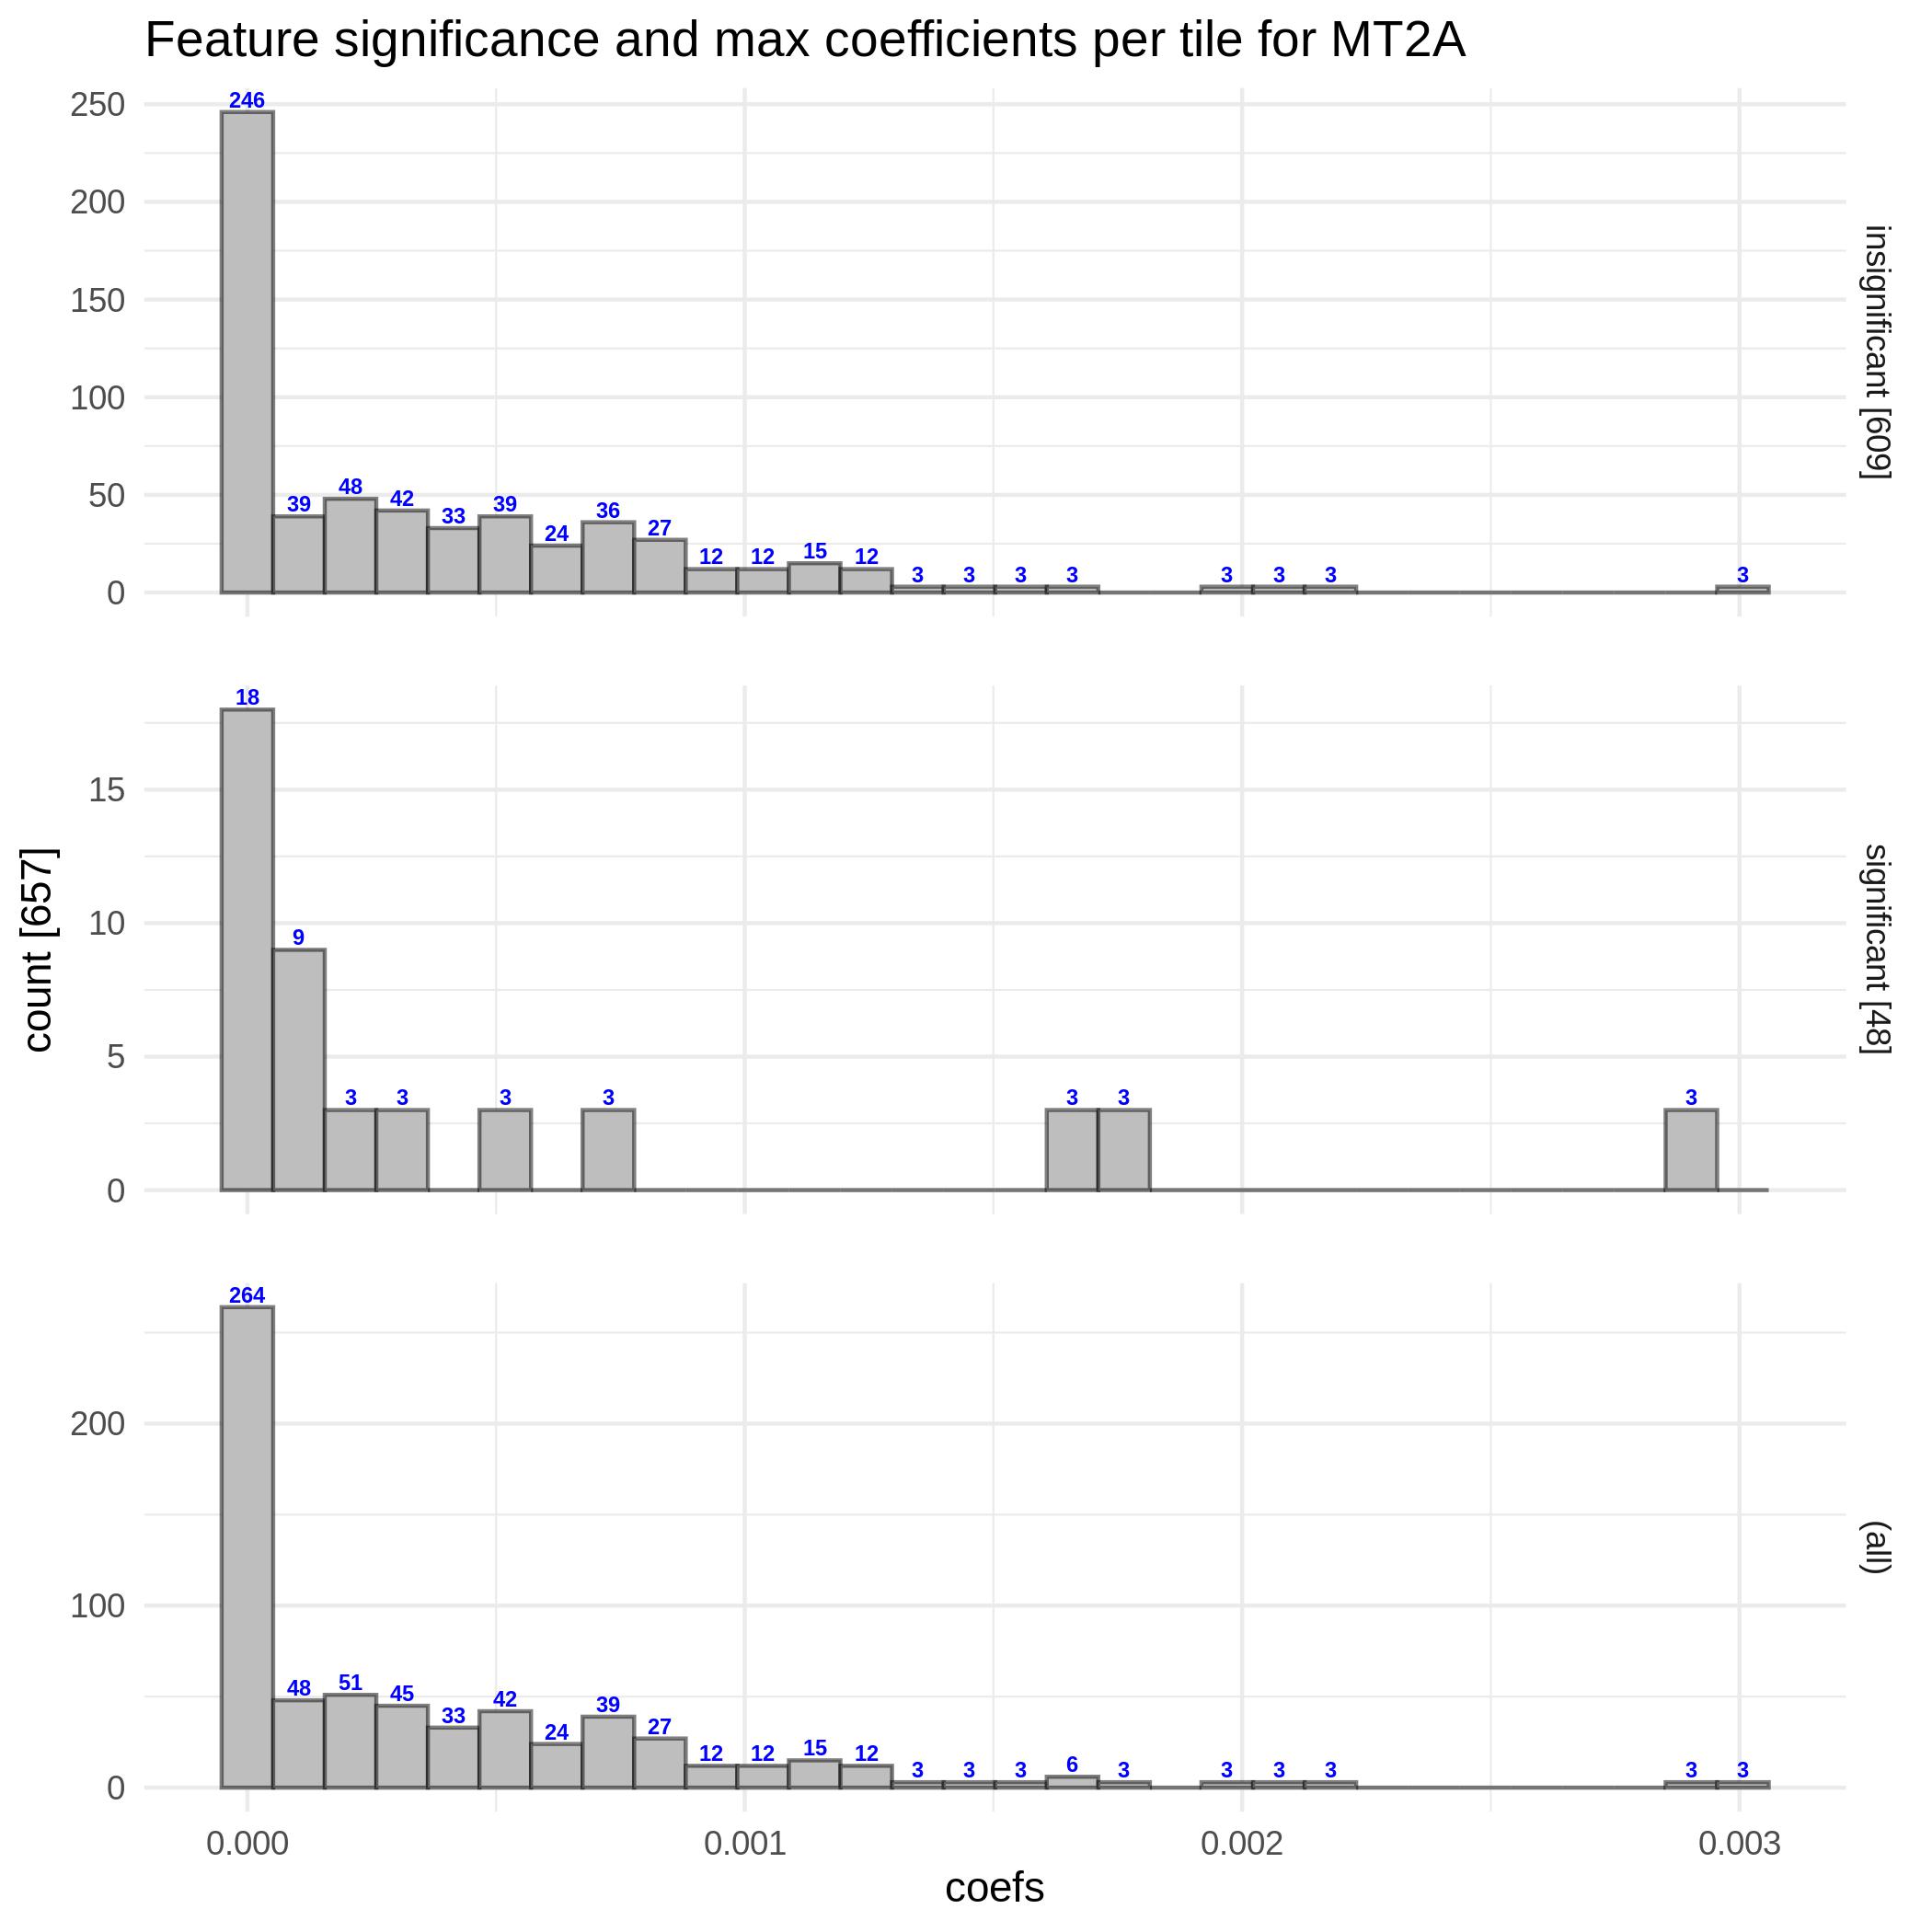 Feature significance and max coefficients per tile for MT2A
250
200
150
100
50
0
246 39 48 42 33 39 24 36 27 12 12 15 12 3 3 3 3 3 3 3 3
insignificant [609]
count [657]
15
10
5
0
18 9 3 3 3 3 3 3 3
significant [48]
200
100
0
264 48 51 45 33 42 24 39 27 12 12 15 12 3 3 3 6 3 3 3 3 3 3
(all)
0.000 0.001 0.002 0.003
coefs